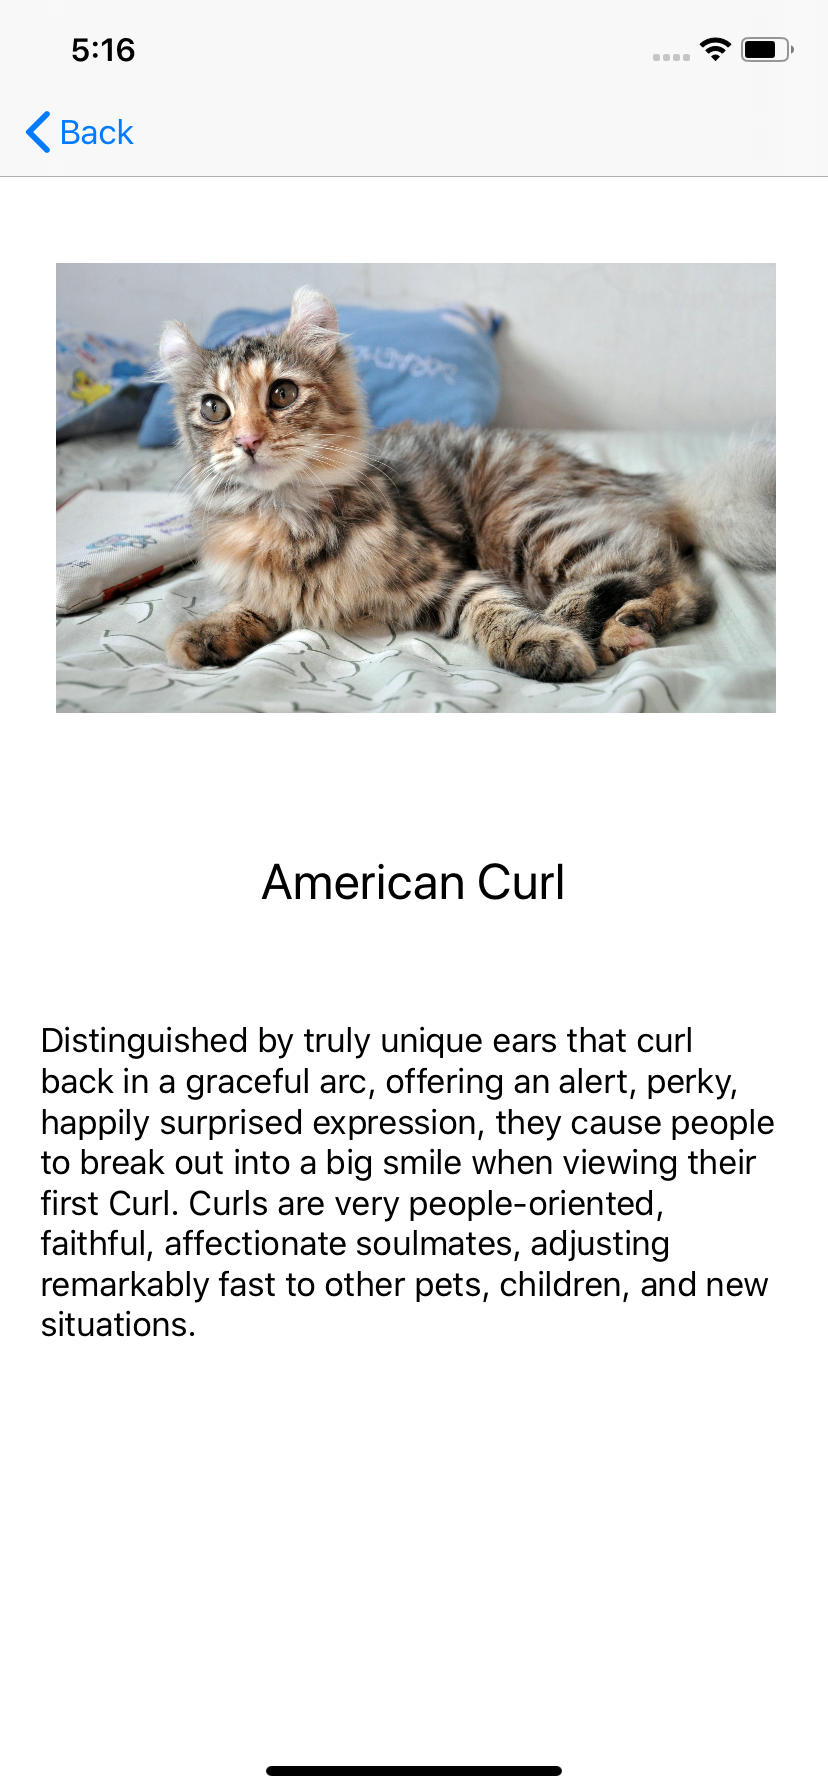 5:16
Back
American Curl
Distinguished by truly unique ears that curl
back in a graceful arc, offering an alert, perky,
happily surprised expression, they cause people
to break out into a big smile when viewing their
first Curl. Curls are very people-oriented,
faithful, affectionate soulmates, adjusting
remarkably fast to other pets, children, and new
situations.